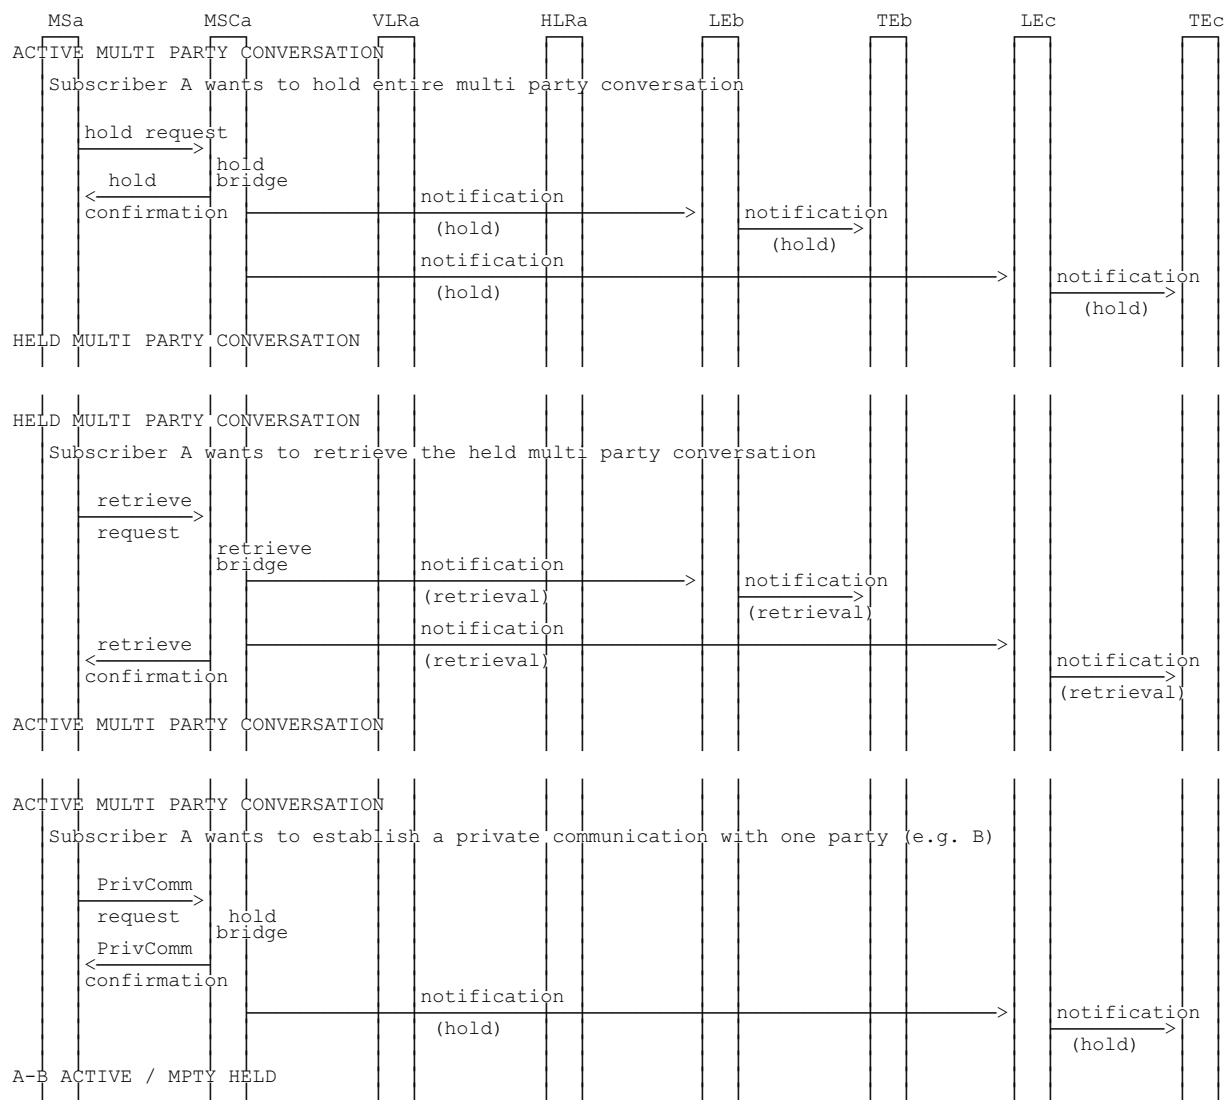 MSa MSCa VLRa HLRa LEb TEb LEc TEc
ACTIVE MULTI PARTY CONVERSATION
Subscriber A wants to hold entire multi party conversation
hold request
hold
hold bridge
notification
confirmation notification
(hold)
(hold)
notification
notification
(hold)
(hold)
HELD MULTI PARTY CONVERSATION
HELD MULTI PARTY CONVERSATION
Subscriber A wants to retrieve the held multi party conversation
retrieve
request
retrieve
bridge notification
notification
(retrieval)
(retrieval)
notification
retrieve
(retrieval) notification
confirmation
(retrieval)
ACTIVE MULTI PARTY CONVERSATION
ACTIVE MULTI PARTY CONVERSATION
Subscriber A wants to establish a private communication with one party (e.g. B)
PrivComm
request hold
bridge
PrivComm
confirmation
notification
notification
(hold)
(hold)
A-B ACTIVE / MPTY HELD